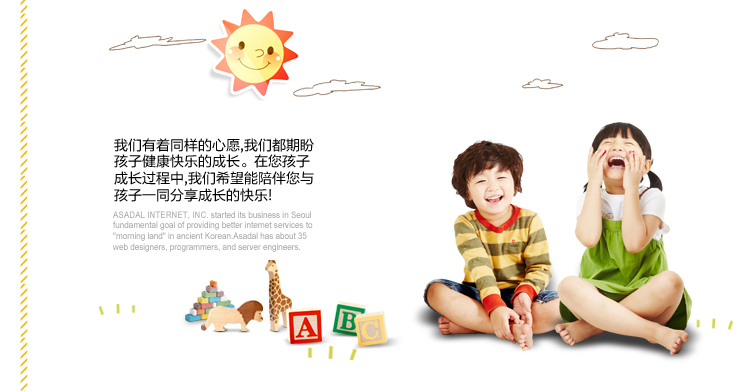 我们有着同样的心愿,我们都期盼
孩子健康快乐的成长。在您孩子
成长过程中,我们希望能陪伴您与
孩子一同分享成长的快乐!
ASADAL INTERNET, INC. started its business in Seoul
fundamental goal of providing better internet services to
"morning land" in ancient Korean.Asadal has about 35
web designers, programmers, and server engineers.
A
B
C